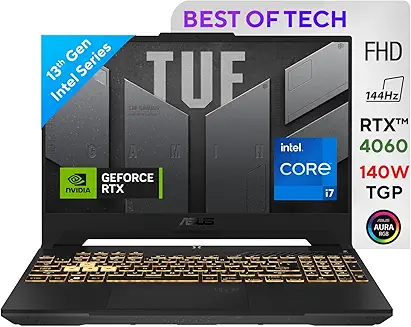 BEST OF TECH
13th Gen
Intel Series
TUF
GAMING
FHD
144Hz
RTX™
4060
140W
TGP
intel.
CORE
i7
NVIDIA
GEFORCE
RTX
ASUS
AURA
RGB
ASUS